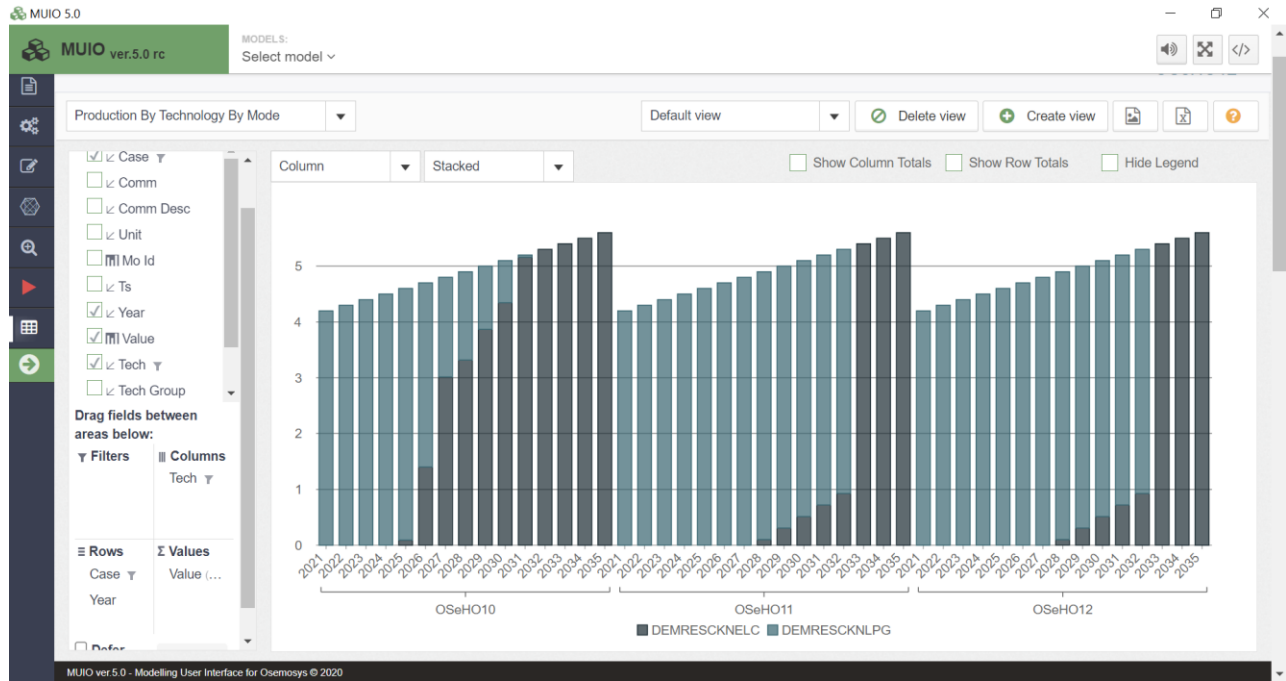 MUIO 5.0
MUIO ver.5.0 rc
MODELS:
Select model
Production By Technology By Mode
Default view
Delete view
Create view
Case
Comm
Comm Desc
Unit
Mo Id
Ts
Year
Value
Tech
Tech Group
Drag fields between
areas below:
Filters
Columns
Tech
Rows
Values
Case
Value (...
Year
Column
Stacked
Show Column Totals
Show Row Totals
Hide Legend
5
4
3
2
1
0
2021 2022 2023 2024 2025 2026 2027 2028 2029 2030 2031 2032 2033 2034 2035 2021 2022 2023 2024 2025 2026 2027 2028 2029 2030 2031 2032 2033 2034 2035 2021 2022 2023 2024 2025 2026 2027 2028 2029 2030 2031 2032 2033 2034 2035
OSeHO10 OSeHO11 OSeHO12
DEMRESCKNELC DEMRESCKNLPG
MUIO ver.5.0 - Modelling User Interface for Osemosys © 2020